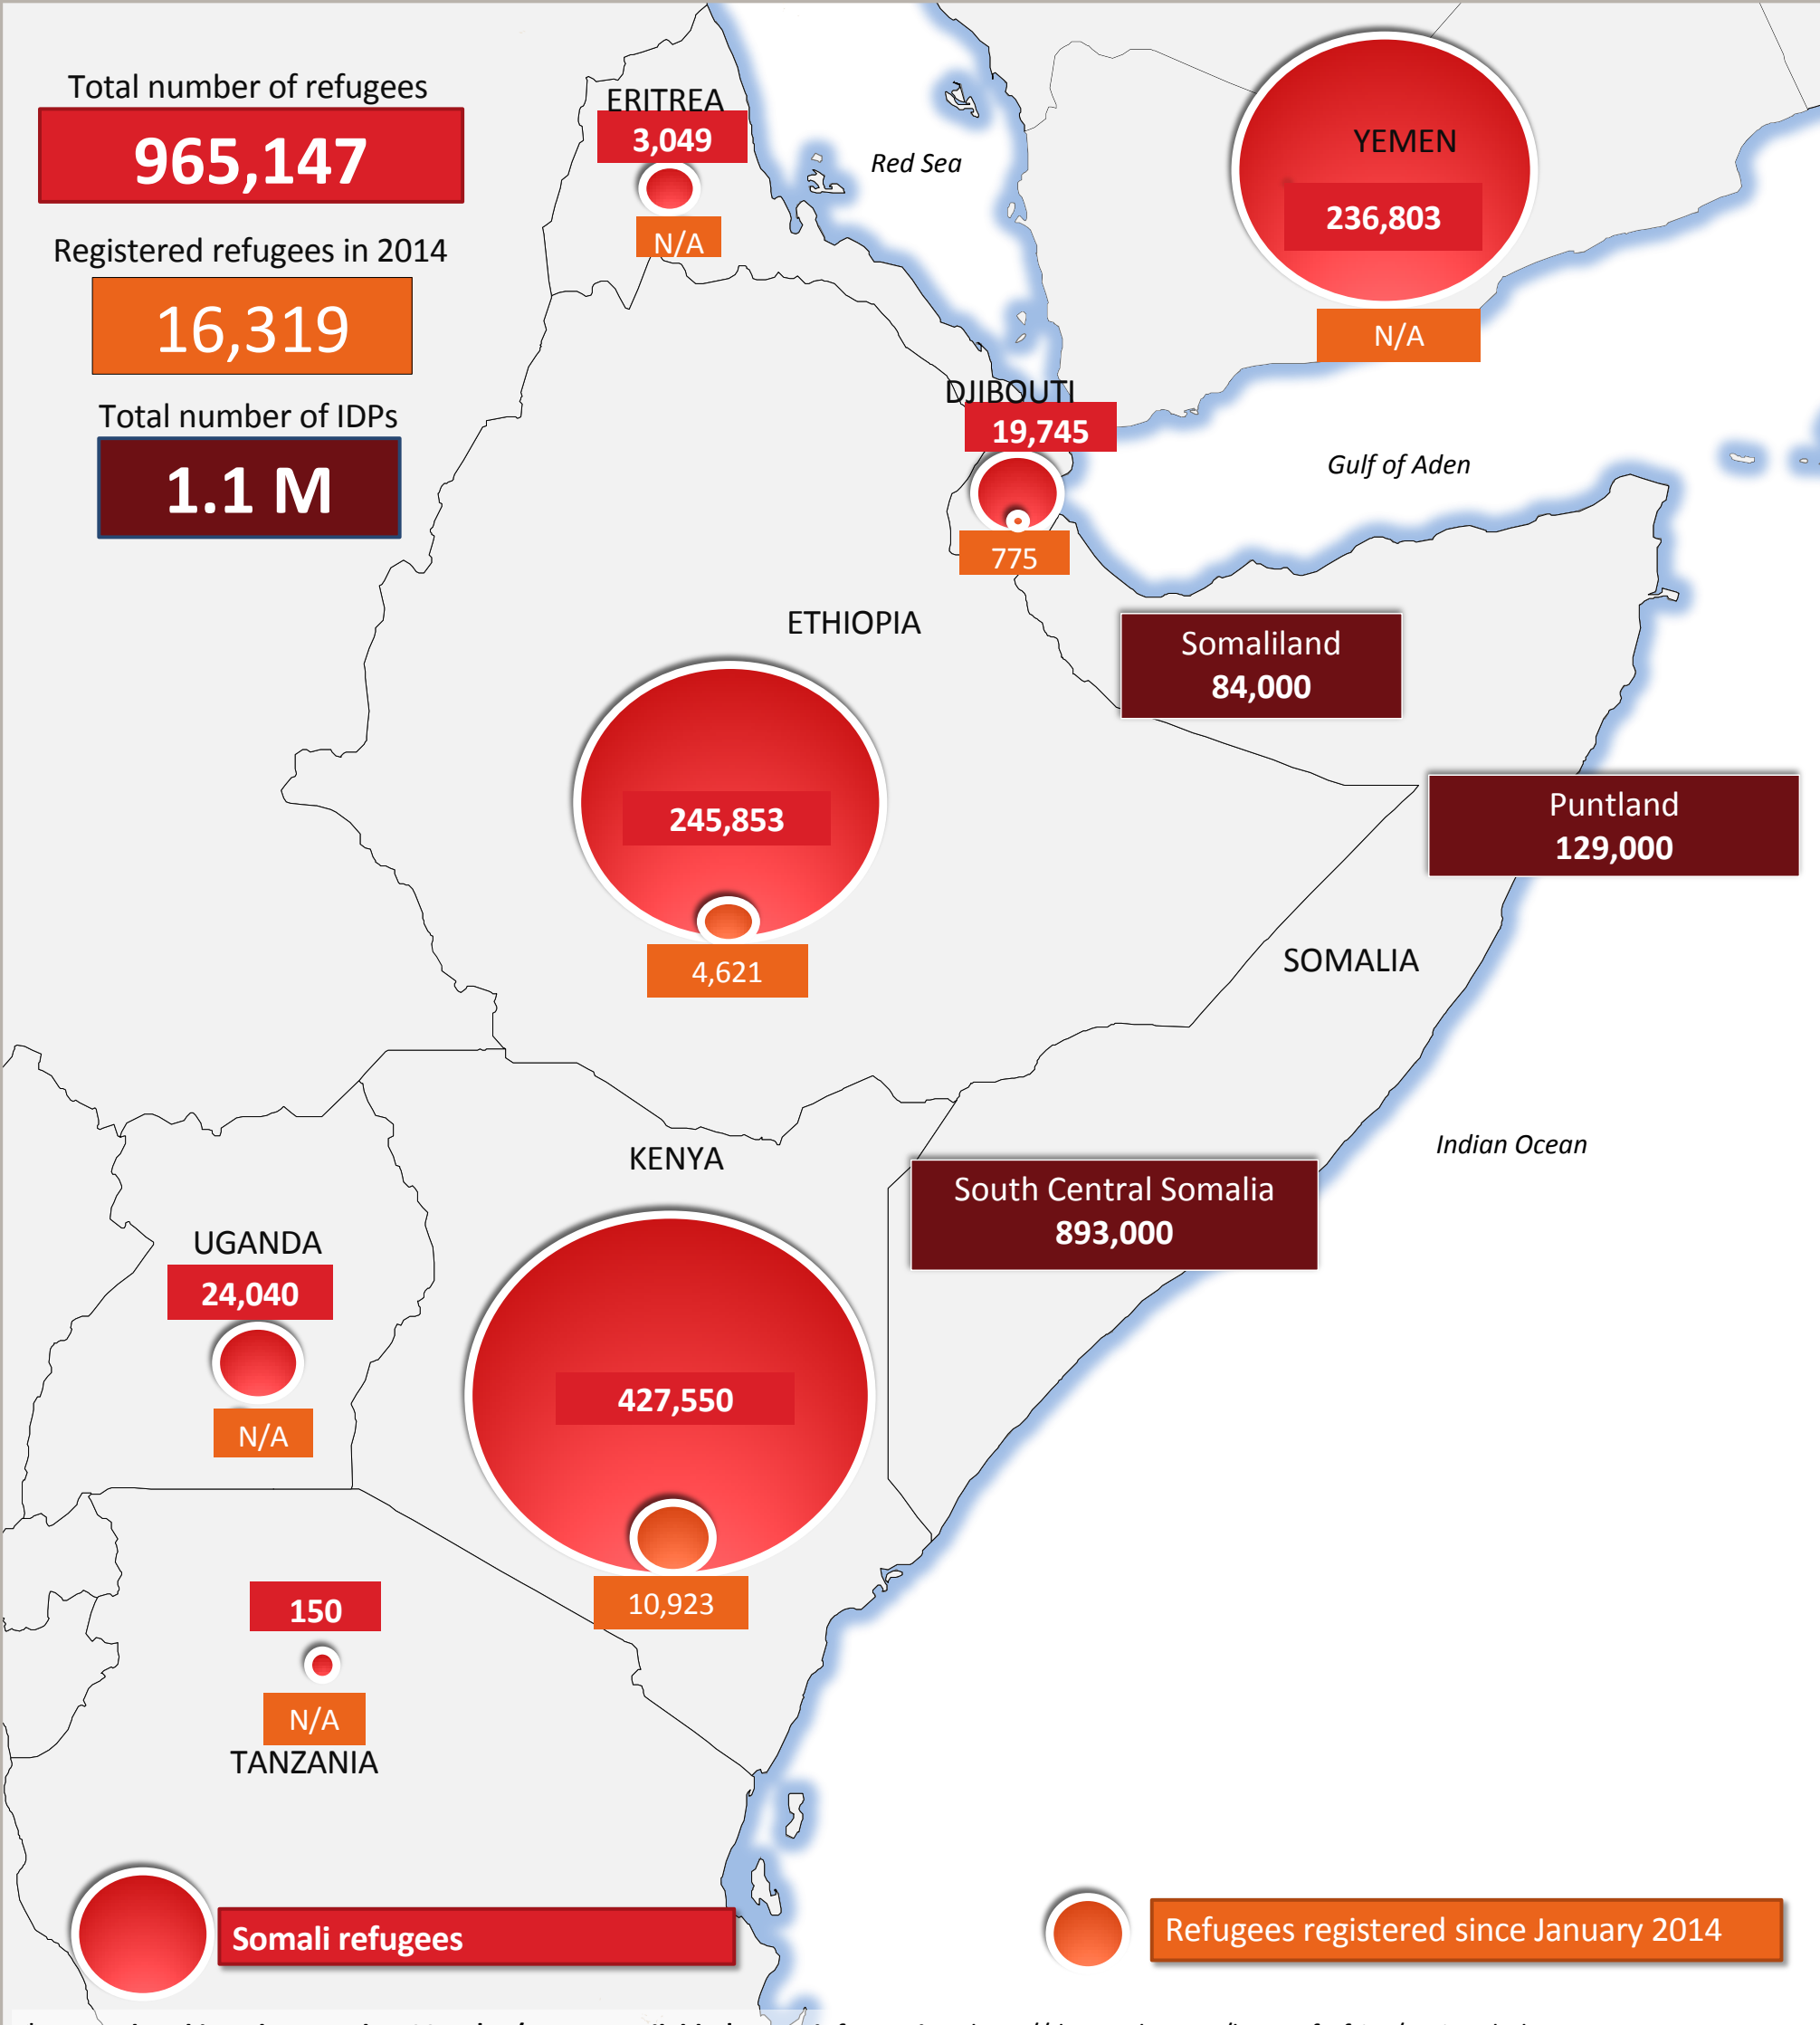 Total number of refugees
965,147
Registered refugees in 2014
16,319
Total number of IDPs
1.1 M
ERITREA
3,049
N/A
Red Sea
YEMEN
236,803
N/A
DJIBOUTI
19,745
775
Gulf of Aden
ETHIOPIA
245,853
4,621
Somaliland
84,000
Puntland
129,000
SOMALIA
Indian Ocean
KENYA
427,550
10,923
South Central Somalia
893,000
UGANDA
24,040
N/A
150
N/A
TANZANIA
Somali refugees
Refugees registered since January 2014